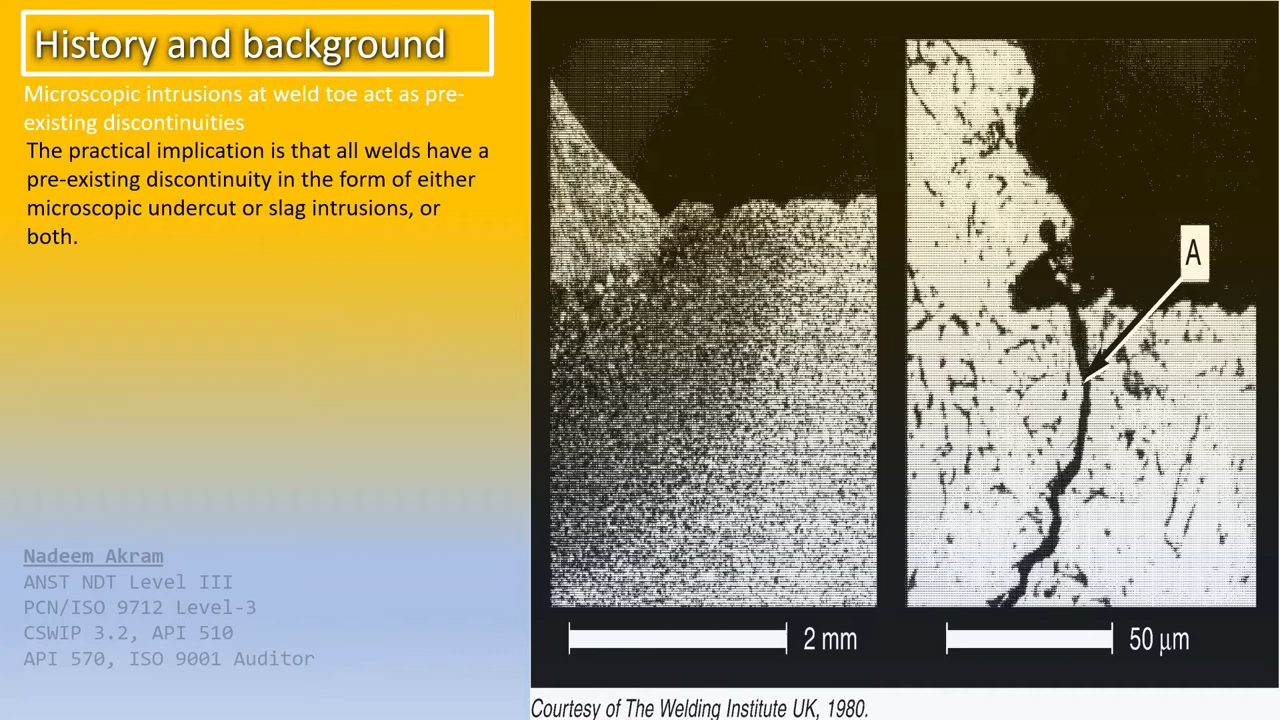 History and background
Microscopic intrusions at weld toe act as pre-
existing discontinuities
The practical implication is that all welds have a
pre-existing discontinuity in the form of either
microscopic undercut or slag intrusions, or
both.
Nadeem Akram
ANST NDT Level III
PCN/ISO 9712 Level-3
CSWIP 3.2, API 510
API 570, ISO 9001 Auditor
A
2 mm
50 μm
Courtesy of The Welding Institute UK, 1980.